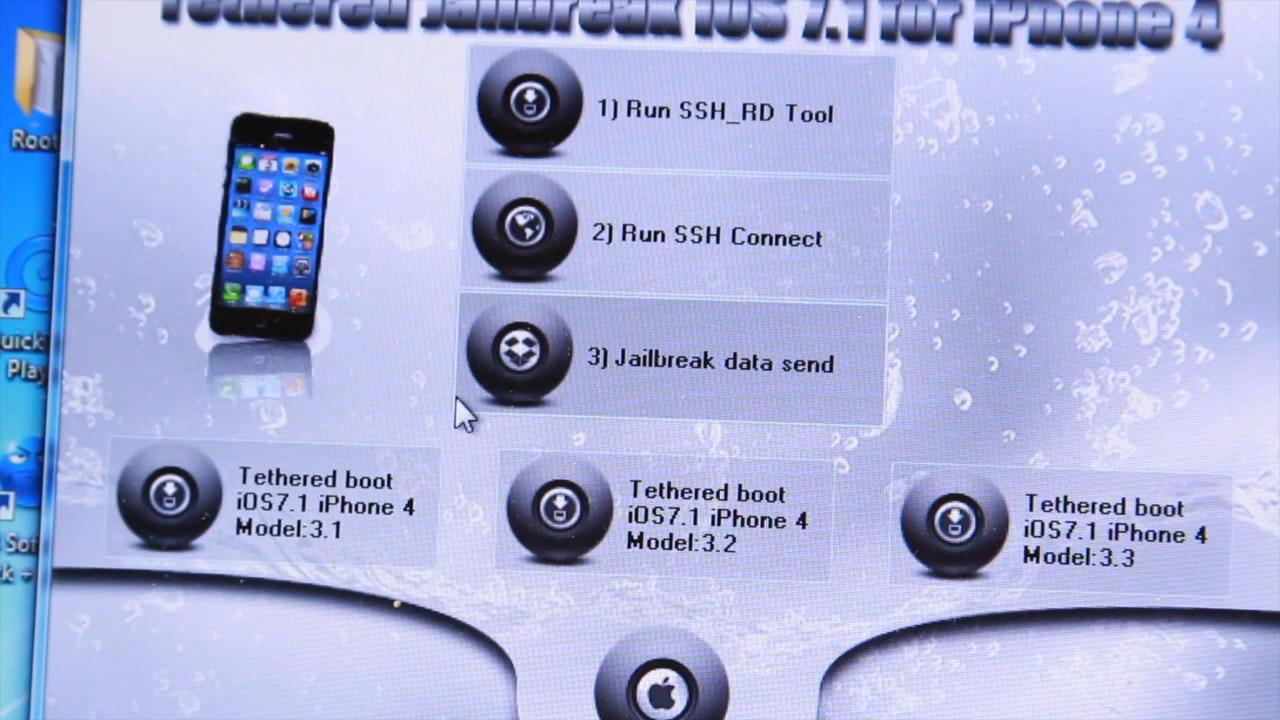 Tethered Jailbreak iOS 7.1 for iPhone 4
1) Run SSH_RD Tool
Root
2) Run SSH Connect
Play
3) Jailbreak data send
Tethered boot
iOS7.1 iPhone 4
Model:3.1
Tethered boot
iOS7.1 iPhone 4
Model:3.2
Tethered boot
iOS7.1 iPhone 4
Model:3.3